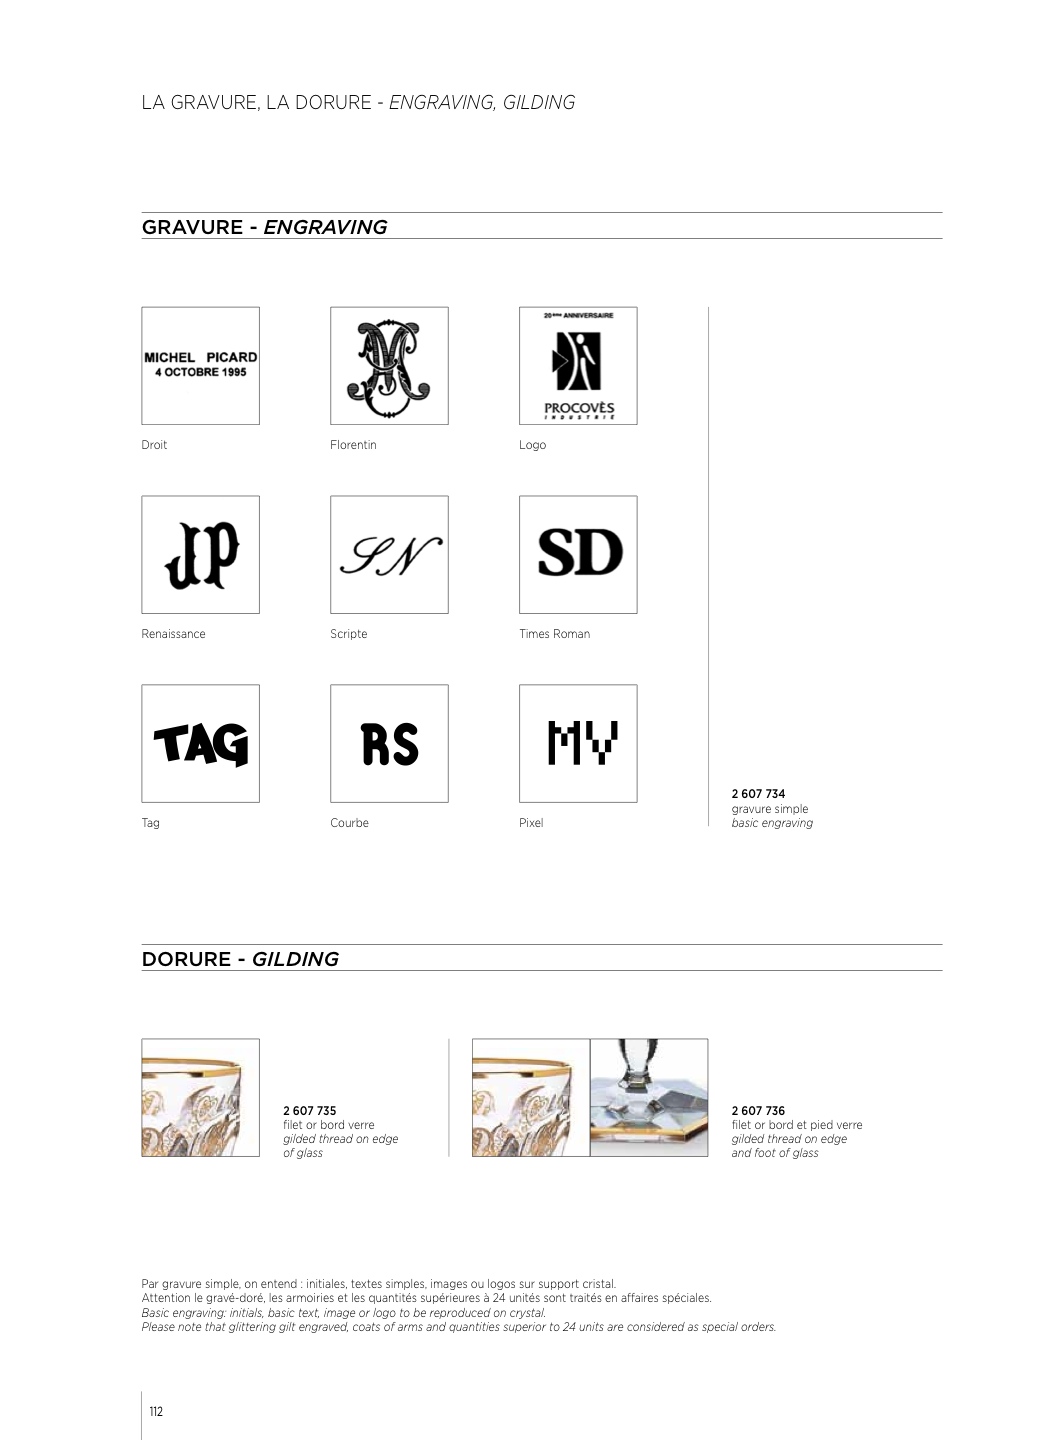 LA GRAVURE, LA DORURE - ENGRAVING, GILDING
GRAVURE - ENGRAVING
MICHEL PICARD
4 OCTOBRE 1995
Droit
Florentin
20ème ANNIVERSAIRE
PROCOVÈS
INDUSTRIE
Logo
JP
Renaissance
SN
Scripte
SD
Times Roman
TAG
Tag
RS
Courbe
MV
Pixel
2 607 734
gravure simple
basic engraving
DORURE - GILDING
2 607 735
filet or bord verre
gilded thread on edge
of glass
2 607 736
filet or bord et pied verre
gilded thread on edge
and foot of glass
Par gravure simple, on entend : initiales, textes simples, images ou logos sur support cristal.
Attention le gravé-doré, les armoiries et les quantités supérieures à 24 unités sont traités en affaires spéciales.
Basic engraving: initials, basic text, image or logo to be reproduced on crystal.
Please note that glittering gilt engraved, coats of arms and quantities superior to 24 units are considered as special orders.
112